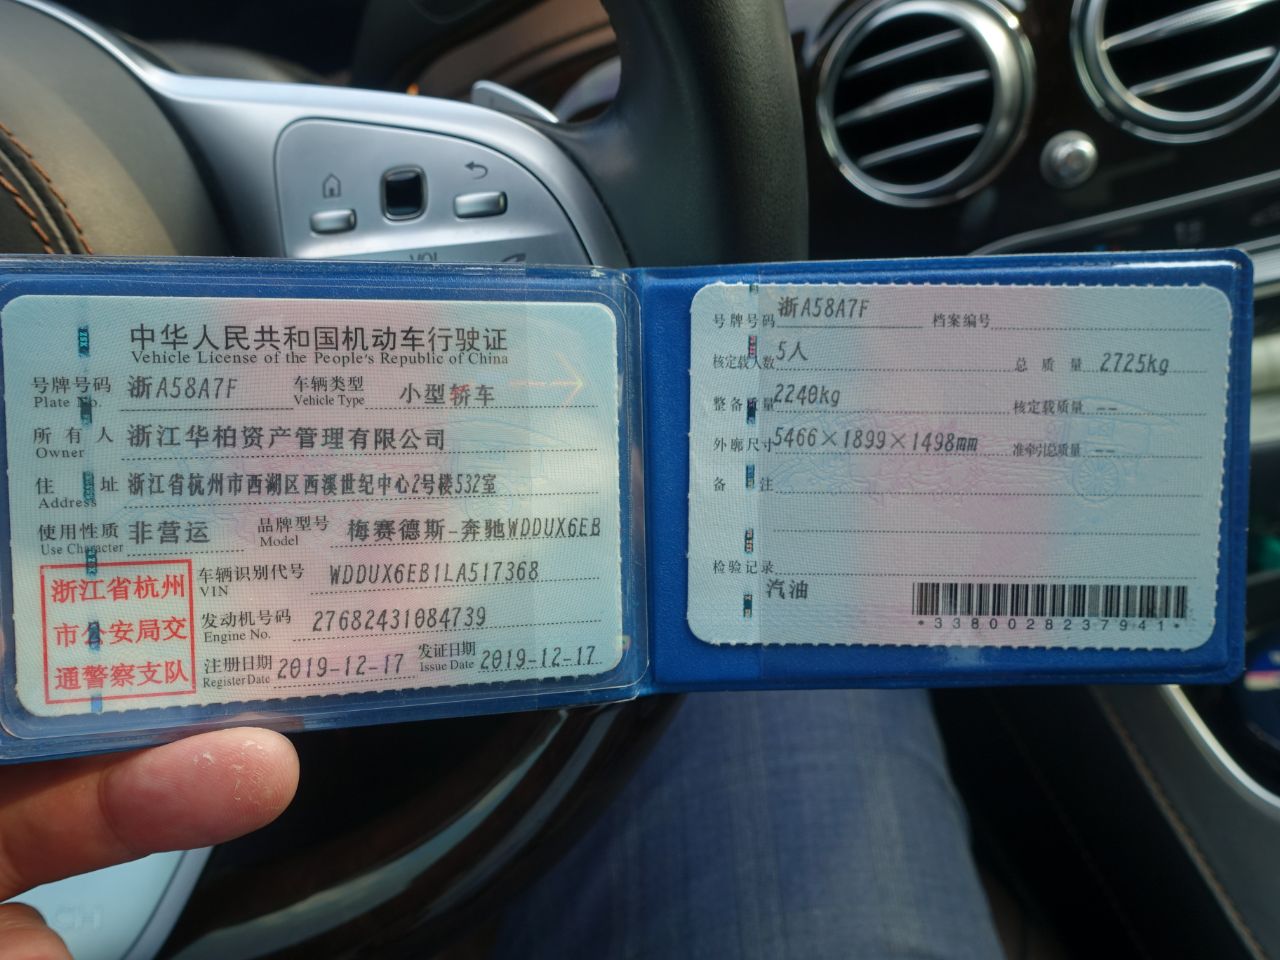 VOL
中华人民共和国机动车行驶证
Vehicle License of the People's Republic of China
号牌号码 浙A58A7F 车辆类型 小型轿车
Plate No. Vehicle Type
所有人 浙江华柏资产管理有限公司
Owner
住址 浙江省杭州市西湖区西溪世纪中心2号楼532室
Address
使用性质 非营运 品牌型号 梅赛德斯-奔驰WDDUX6EB
Use Character Model
浙江省杭州
市公安局交
通警察支队
车辆识别代号 WDDUX6EB1LA517368
VIN
发动机号码 27682431084739
Engine No.
注册日期 2019-12-17 发证日期 2019-12-17
Register Date Issue Date
号牌号码 浙A58A7F 档案编号
核定载人数 5人 总质量 2725kg
整备质量 2240kg 核定载质量 --
外廓尺寸 5466×1899×1498mm 准牵引总质量 --
备注
检验记录
汽油
*3380028237941*